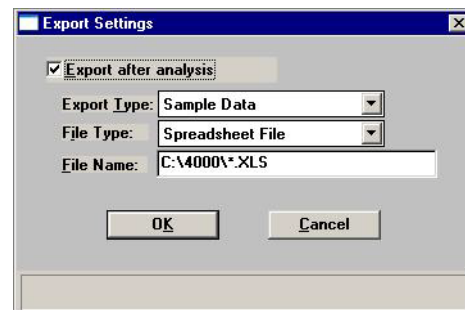 Export Settings
Export after analysis
Export Type: Sample Data
File Type: Spreadsheet File
File Name: C:\4000\*.XLS
OK Cancel